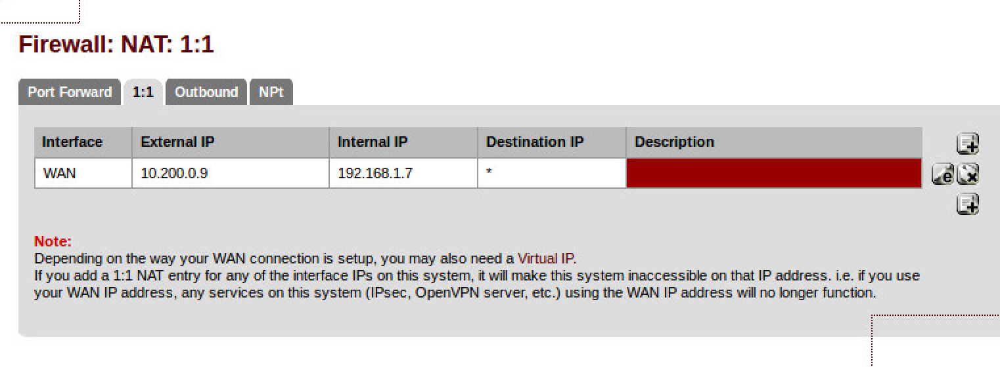 Firewall: NAT: 1:1
Port Forward 1:1 Outbound NPt
Interface External IP Internal IP Destination IP Description
WAN 10.200.0.9 192.168.1.7 *
e x
Note:
Depending on the way your WAN connection is setup, you may also need a Virtual IP.
If you add a 1:1 NAT entry for any of the interface IPs on this system, it will make this system inaccessible on that IP address. i.e. if you use
your WAN IP address, any services on this system (IPsec, OpenVPN server, etc.) using the WAN IP address will no longer function.